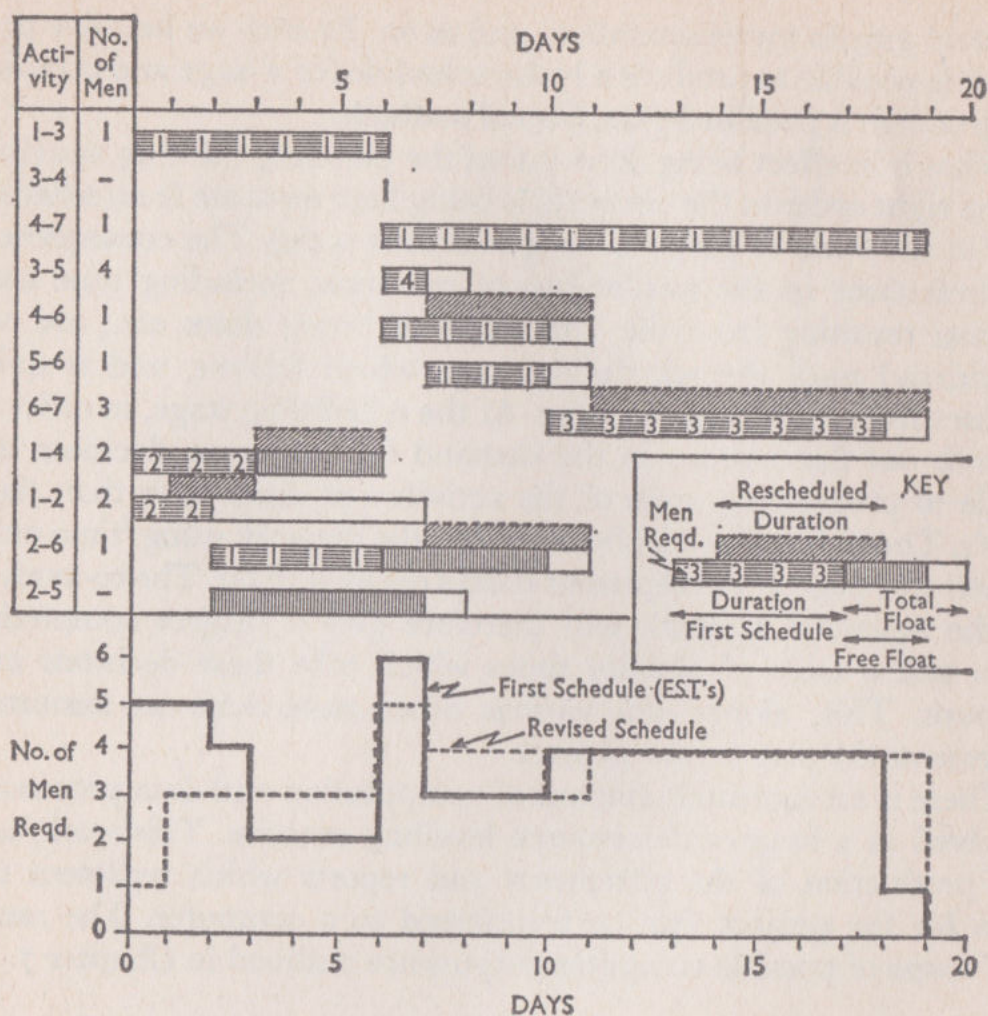 Acti-
vity
No.
of
Men
DAYS
5 10 15 20
1–3 1 1 1 1 1 1 1
3–4 –
4–7 1 1 1 1 1 1 1 1 1 1 1 1 1 1
3–5 4 4
4–6 1 1 1 1 1
5–6 1 1 1 1
6–7 3 3 3 3 3 3 3 3 3
1–4 2 2 2 2
1–2 2 2 2
2–6 1 1 1 1 1
2–5 –
KEY
Rescheduled
Duration
Men
Reqd.
3 3 3 3
Duration
First Schedule
Total
Float
Free Float
6
5
4
3
2
1
0
No. of
Men
Reqd.
First Schedule (E.S.T.'s)
Revised Schedule
0 5 10 15 20
DAYS